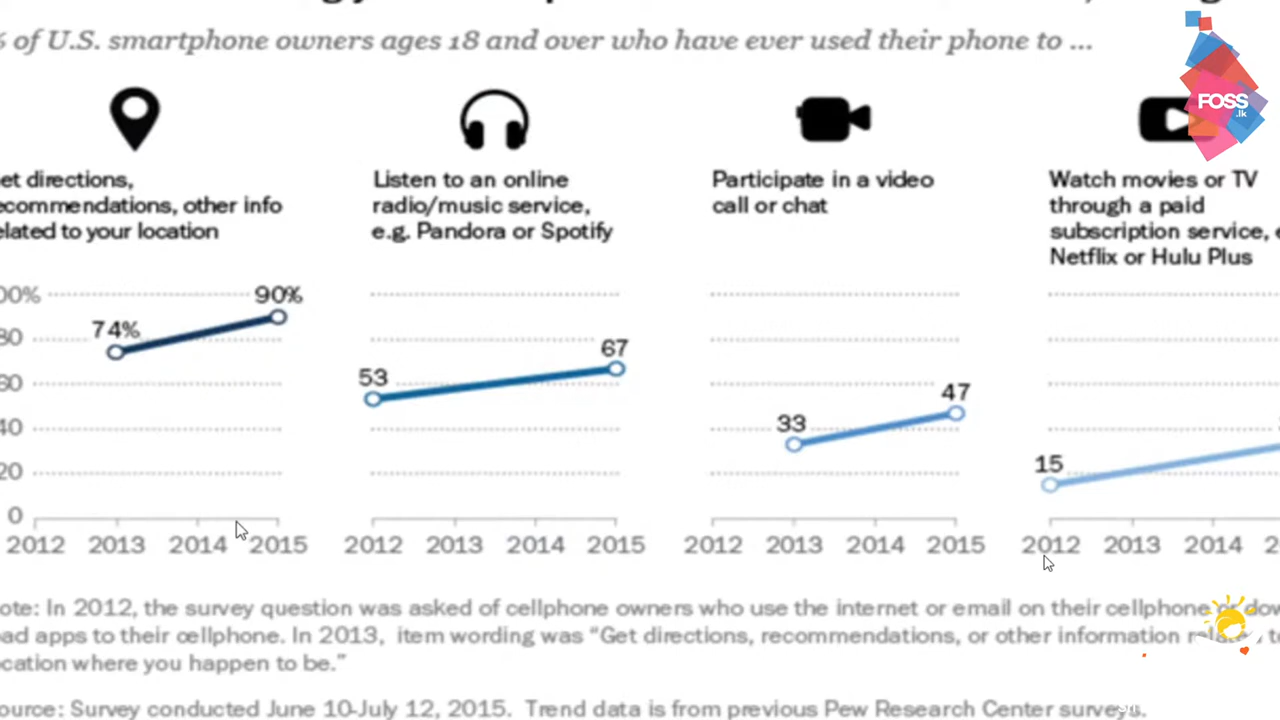 % of U.S. smartphone owners ages 18 and over who have ever used their phone to ...
FOSS
.lk
et directions,
ecommendations, other info
elated to your location
Listen to an online
radio/music service,
e.g. Pandora or Spotify
Participate in a video
call or chat
Watch movies or TV
through a paid
subscription service, e
Netflix or Hulu Plus
00%
80
60
40
20
0
74%
90%
53
67
33
47
15
2012 2013 2014 2015
2012 2013 2014 2015
2012 2013 2014 2015
2012 2013 2014 2
ote: In 2012, the survey question was asked of cellphone owners who use the internet or email on their cellphone or dow
oad apps to their cellphone. In 2013, item wording was “Get directions, recommendations, or other information related to
ocation where you happen to be.”
ource: Survey conducted June 10-July 12, 2015. Trend data is from previous Pew Research Center surveys.